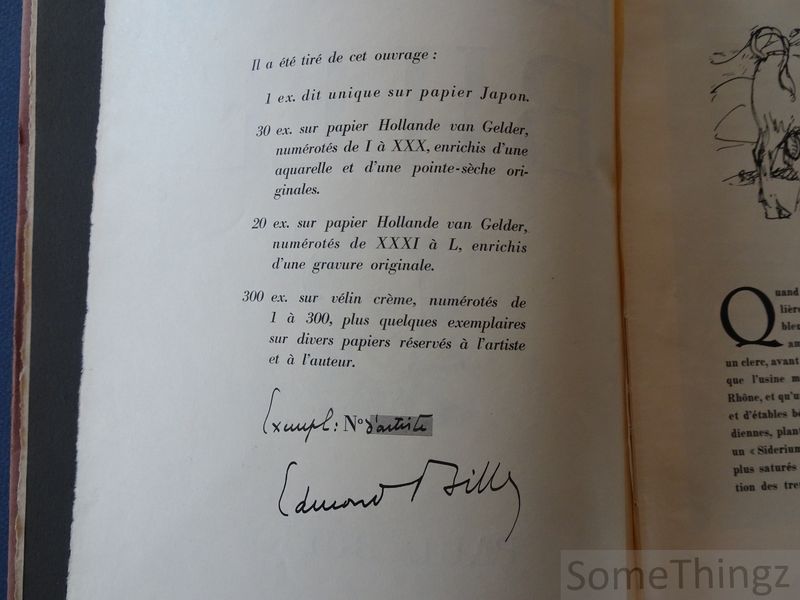 Il a été tiré de cet ouvrage :
1 ex. dit unique sur papier Japon.
30 ex. sur papier Hollande van Gelder,
numérotés de I à XXX, enrichis d'une
aquarelle et d'une pointe-sèche ori-
ginales.
20 ex. sur papier Hollande van Gelder,
numérotés de XXXI à L, enrichis
d'une gravure originale.
300 ex. sur vélin crème, numérotés de
1 à 300, plus quelques exemplaires
sur divers papiers réservés à l'artiste
et à l'auteur.
Exempl: No d'artiste
Edmond Bille
Quand
lière
bleu
un clerc, avant
que l'usine m
Rhône, et qu'u
et d'étables b
diennes, plant
un « Siderium
plus saturés
tion des tre
SomeThingz